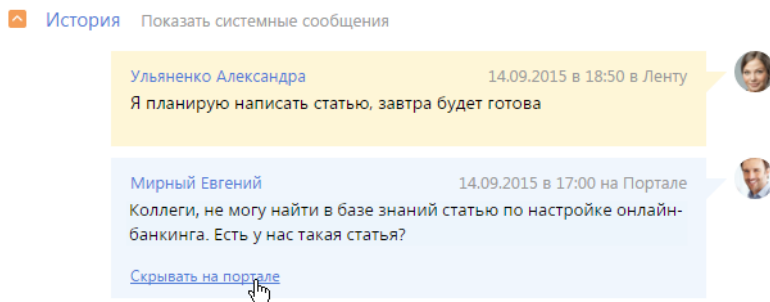 История Показать системные сообщения
Ульяненко Александра 14.09.2015 в 18:50 в Ленту
Я планирую написать статью, завтра будет готова
Мирный Евгений 14.09.2015 в 17:00 на Портале
Коллеги, не могу найти в базе знаний статью по настройке онлайн-
банкинга. Есть у нас такая статья?
Скрывать на портале